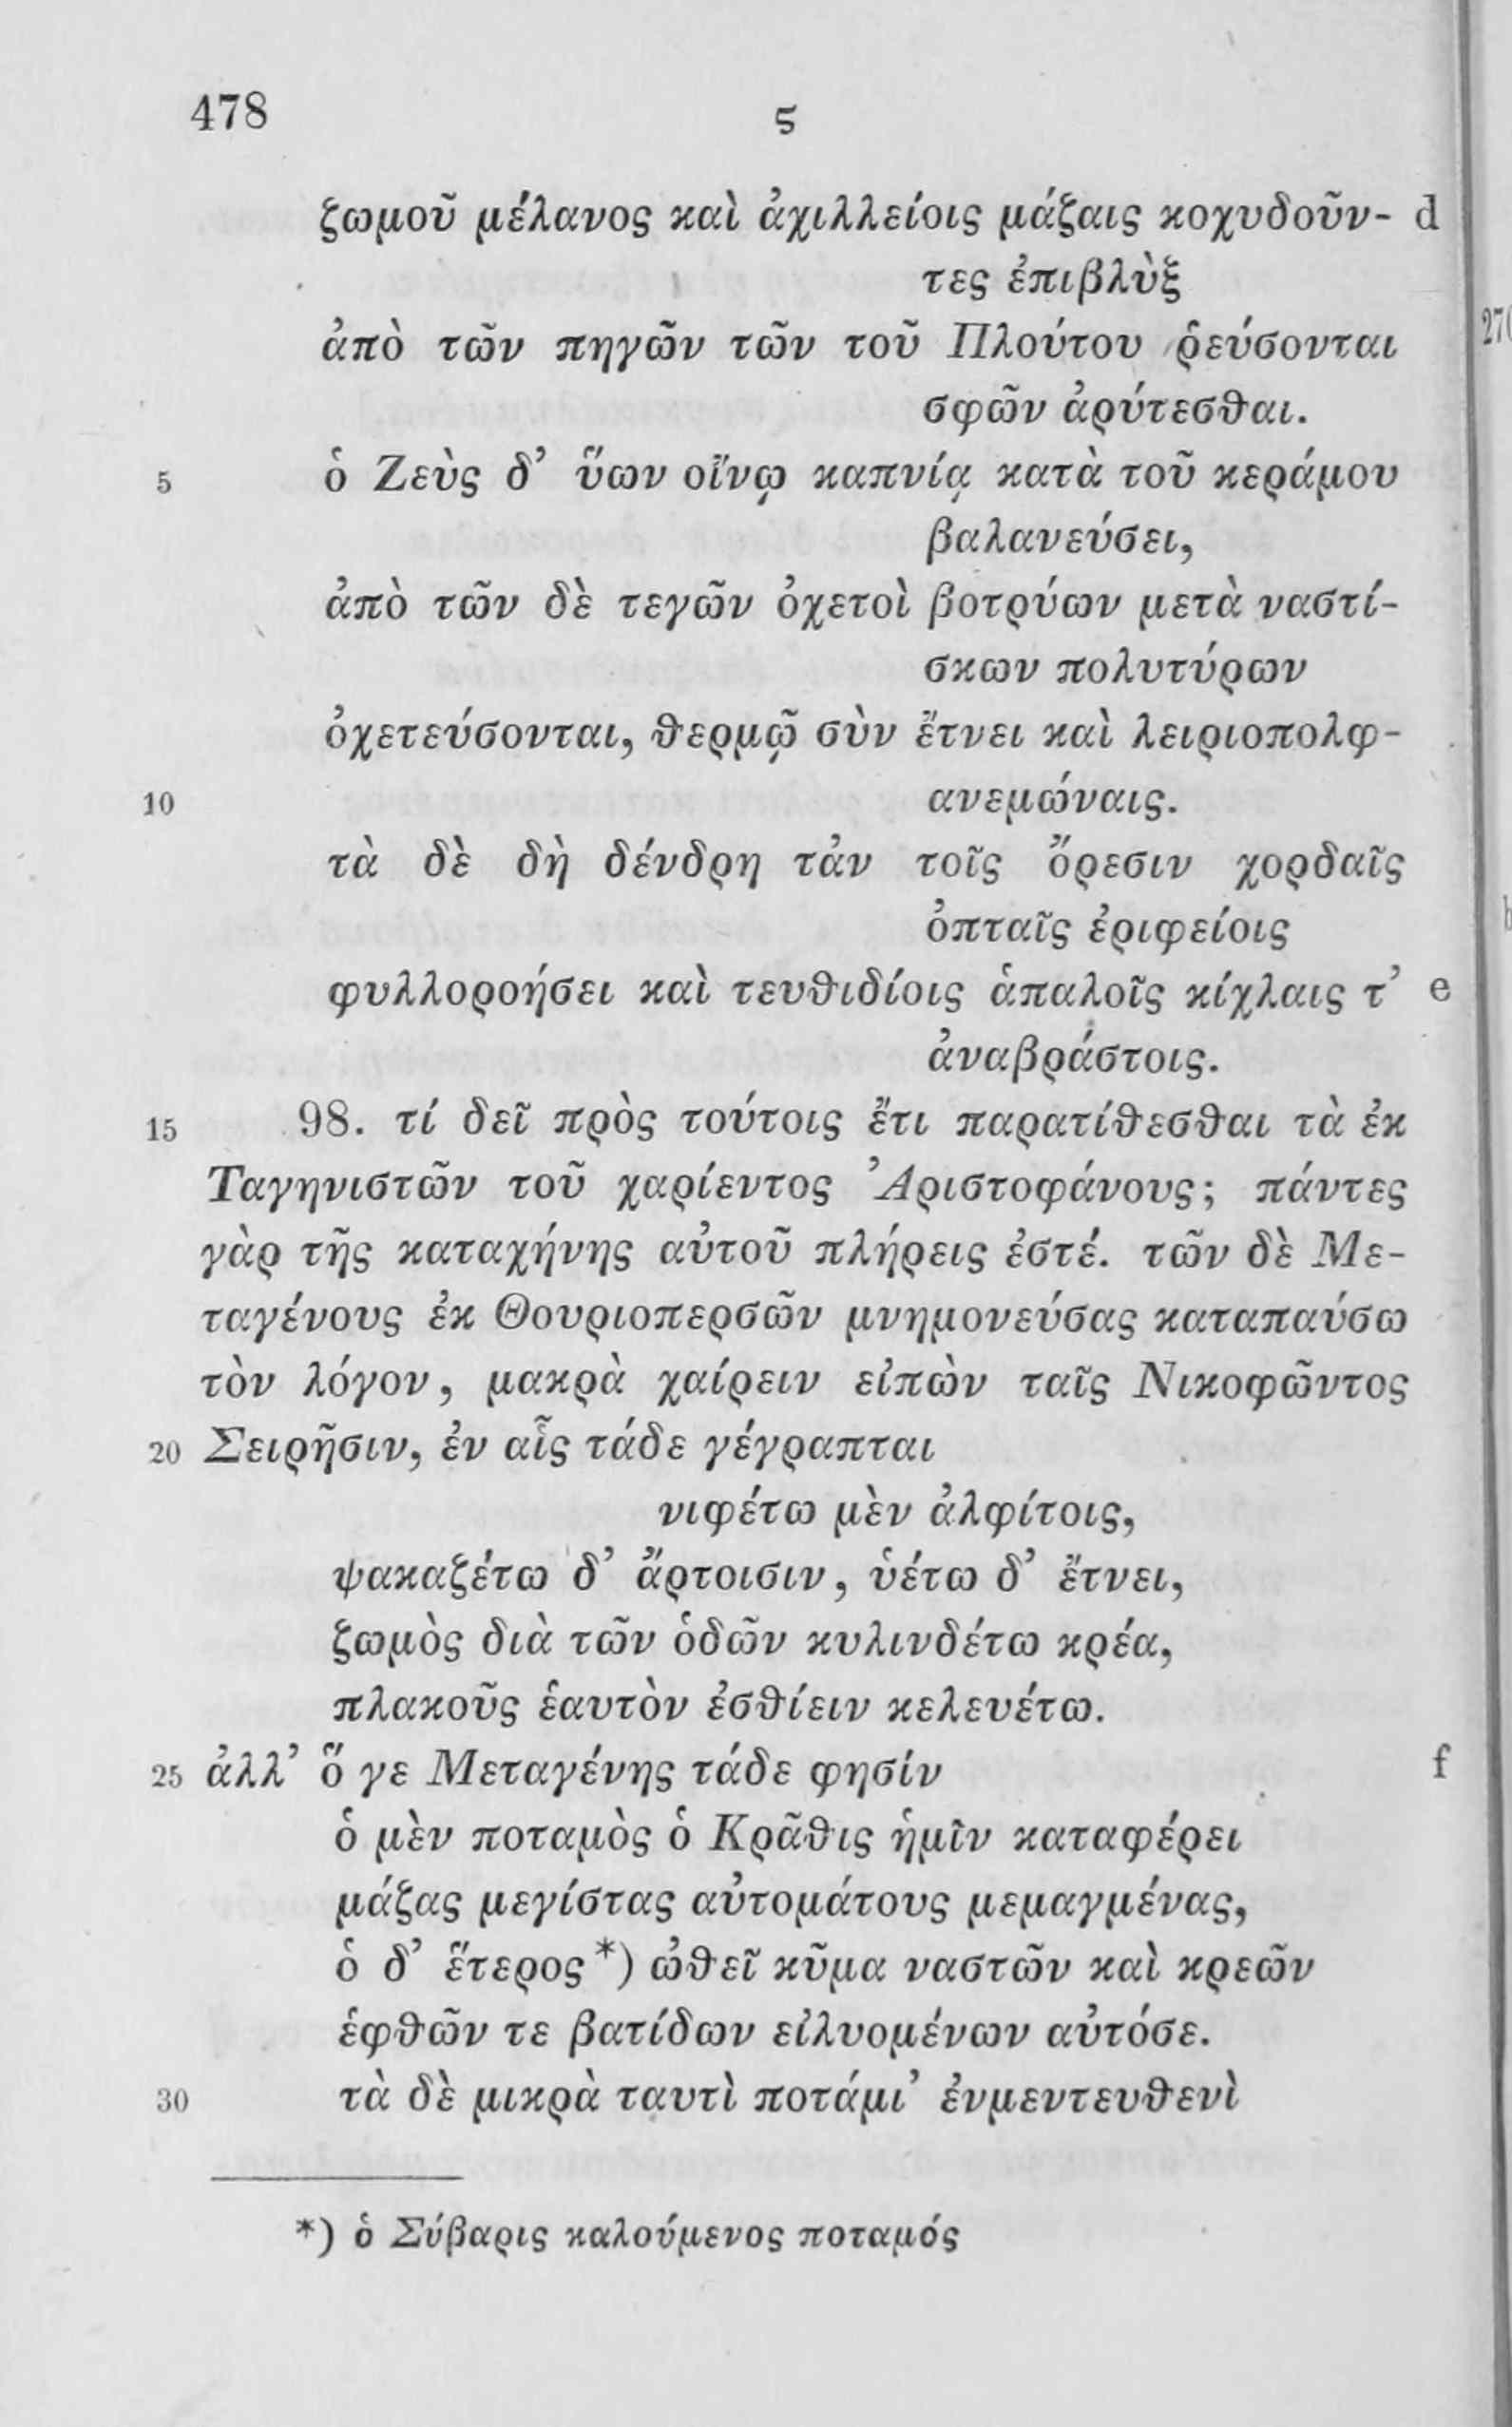 478
ς
ζωμοῦ μέλανος καὶ ἀχιλλείοις μάζαις κοχυδοῦν- d
τες ἐπιβλὺξ
ἀπὸ τῶν πηγῶν τῶν τοῦ Πλούτου ῥεύσονται
σφῶν ἀρύτεσθαι.
5 ὁ Ζεὺς δ’ ὕων οἴνῳ καπνίᾳ κατὰ τοῦ κεράμου
βαλανεύσει,
ἀπὸ τῶν δὲ τεγῶν ὀχετοὶ βοτρύων μετὰ ναστί-
σκων πολυτύρων
ὀχετεύσονται, θερμῷ σὺν ἔτνει καὶ λειριοπολφ-
10 ανεμώναις.
τὰ δὲ δὴ δένδρη τἀν τοῖς ὄρεσιν χορδαῖς
ὀπταῖς ἐριφείοις
φυλλοροήσει καὶ τευθιδίοις ἁπαλοῖς κίχλαις τ’ e
ἀναβράστοις.
15 98. τί δεῖ πρὸς τούτοις ἔτι παρατίθεσθαι τὰ ἐκ
Ταγηνιστῶν τοῦ χαρίεντος Ἀριστοφάνους; πάντες
γὰρ τῆς καταχήνης αὐτοῦ πλήρεις ἐστέ. τῶν δὲ Με-
ταγένους ἐκ Θουριοπερσῶν μνημονεύσας καταπαύσω
τὸν λόγον, μακρὰ χαίρειν εἰπὼν ταῖς Νικοφῶντος
20 Σειρῆσιν, ἐν αἷς τάδε γέγραπται
νιφέτω μὲν ἀλφίτοις,
ψακαζέτω δ’ ἄρτοισιν, ὑέτω δ’ ἔτνει,
ζωμὸς διὰ τῶν ὁδῶν κυλινδέτω κρέα,
πλακοῦς ἑαυτὸν ἐσθίειν κελευέτω.
25 ἀλλ’ ὅ γε Μεταγένης τάδε φησίν f
ὁ μὲν ποταμὸς ὁ Κρᾶθις ἡμῖν καταφέρει
μάζας μεγίστας αὐτομάτους μεμαγμένας,
ὁ δ’ ἕτερος*) ὠθεῖ κῦμα ναστῶν καὶ κρεῶν
ἑφθῶν τε βατίδων εἰλυομένων αὐτόσε.
30 τὰ δὲ μικρὰ ταυτὶ ποτάμι’ ἐνμεντευθενὶ
*) ὁ Σύβαρις καλούμενος ποταμός